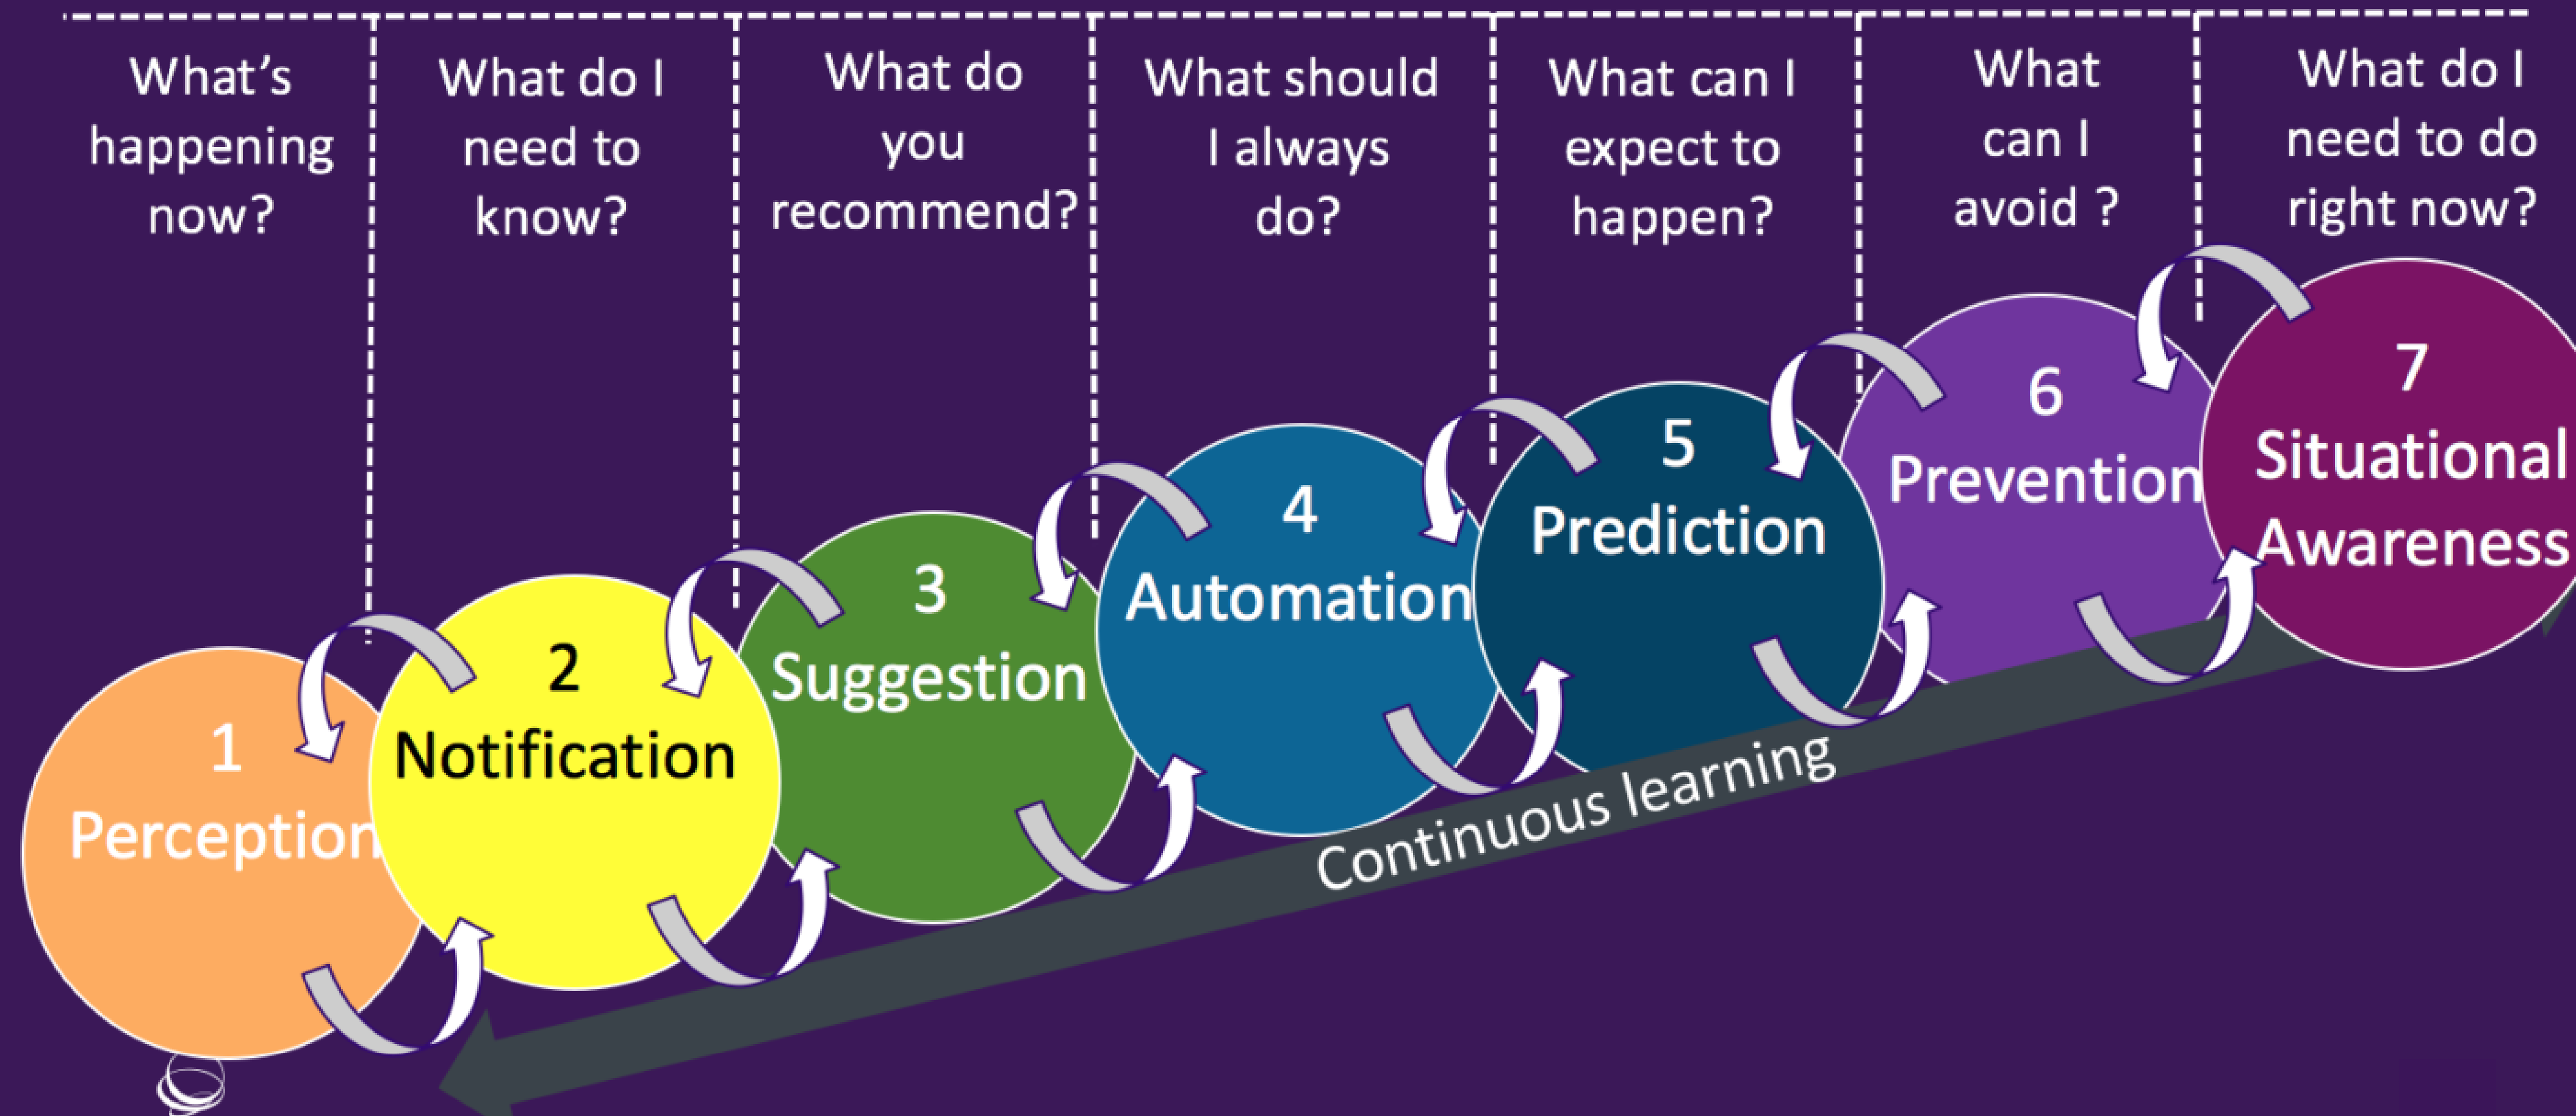 What's
happening
now?
What do I
need to
know?
What do
you
recommend?
What should
I always
do?
What can I
expect to
happen?
What
can I
avoid ?
What do I
need to do
right now?
1
Perception
2
Notification
3
Suggestion
4
Automation
5
Prediction
6
Prevention
7
Situational
Awareness
Continuous learning